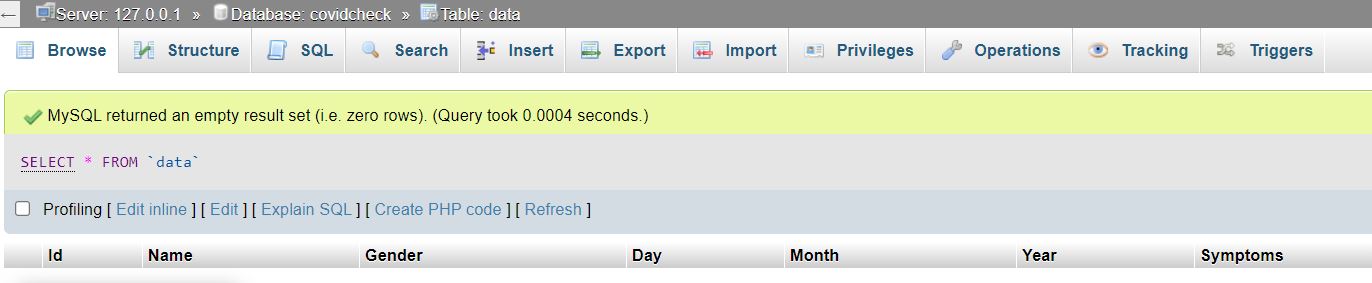 ← Server: 127.0.0.1 » Database: covidcheck » Table: data
Browse Structure SQL Search Insert Export Import Privileges Operations Tracking Triggers
MySQL returned an empty result set (i.e. zero rows). (Query took 0.0004 seconds.)
SELECT * FROM `data`
Profiling [ Edit inline ] [ Edit ] [ Explain SQL ] [ Create PHP code ] [ Refresh ]
Id Name Gender Day Month Year Symptoms